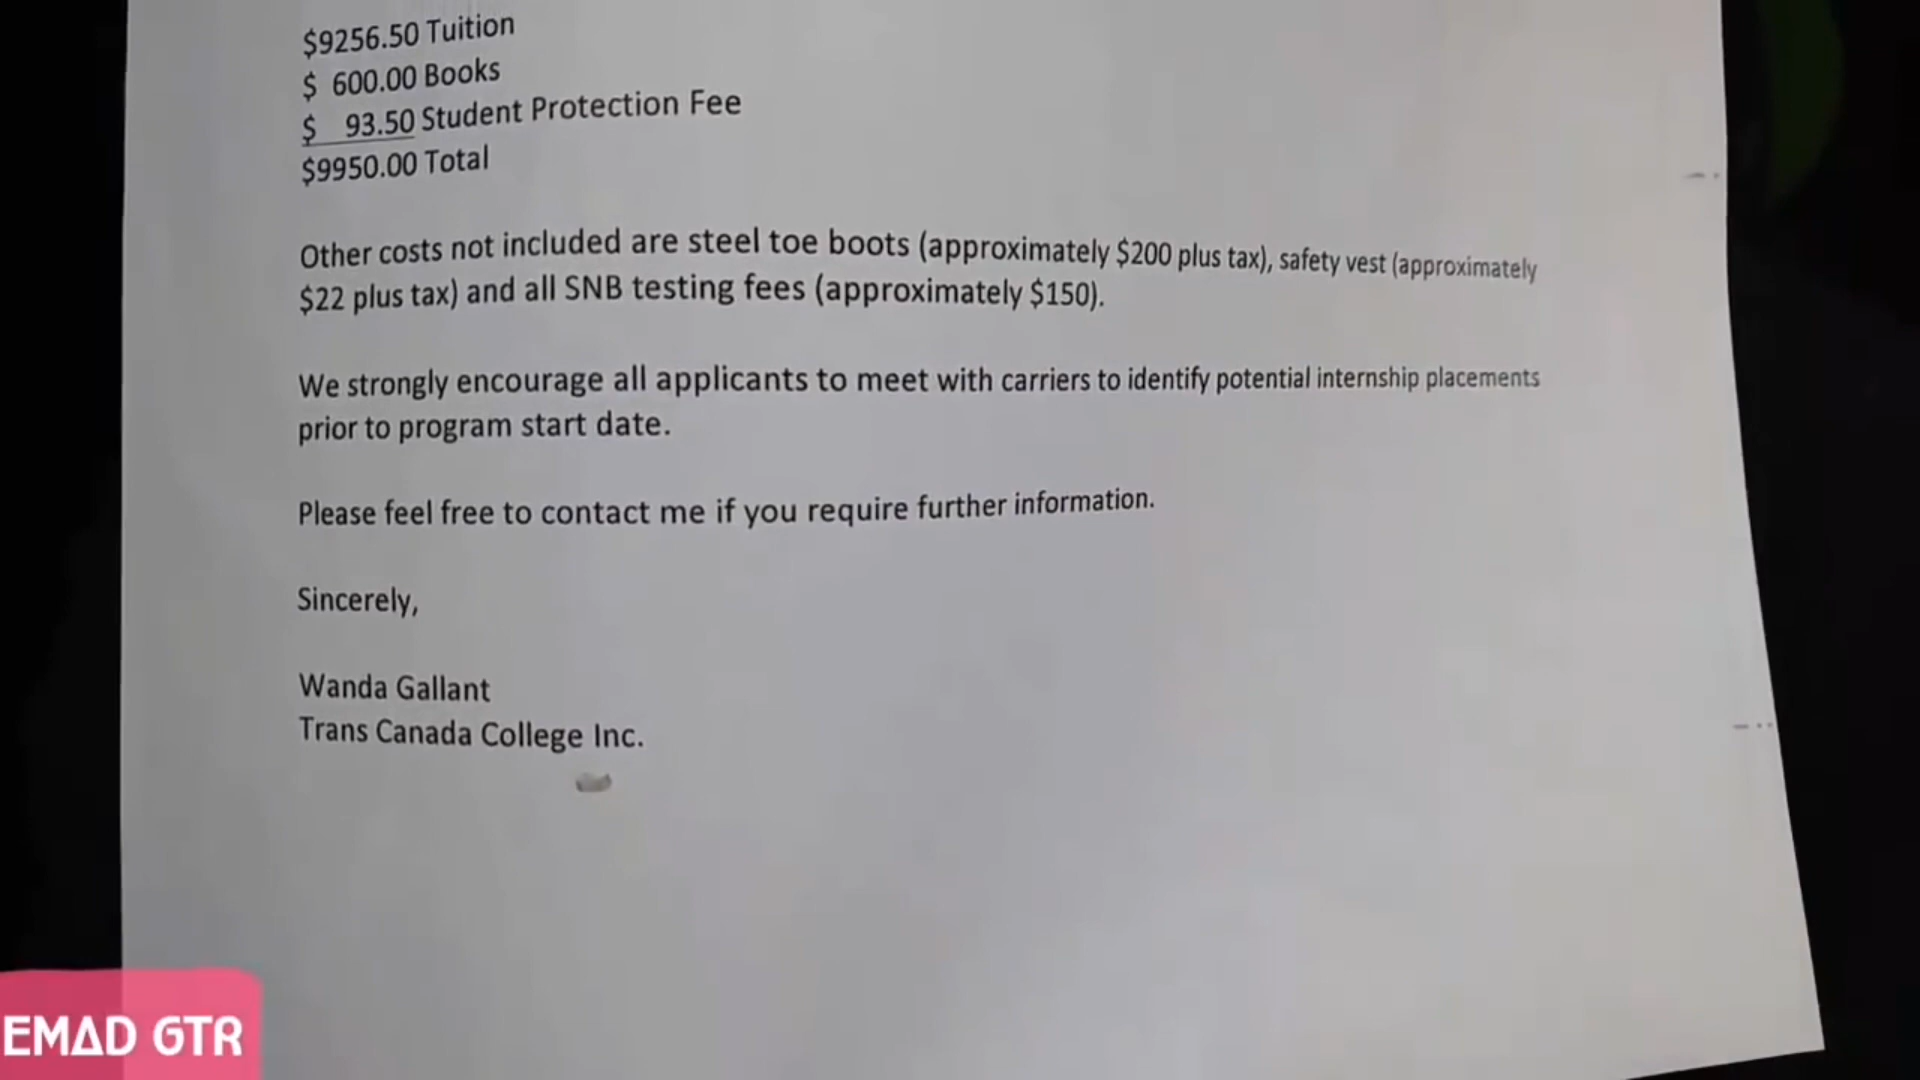 $9256.50 Tuition
$ 600.00 Books
$ 93.50 Student Protection Fee
$9950.00 Total
Other costs not included are steel toe boots (approximately $200 plus tax), safety vest (approximately
$22 plus tax) and all SNB testing fees (approximately $150).
We strongly encourage all applicants to meet with carriers to identify potential internship placements
prior to program start date.
Please feel free to contact me if you require further information.
Sincerely,
Wanda Gallant
Trans Canada College Inc.
EMAD GTR